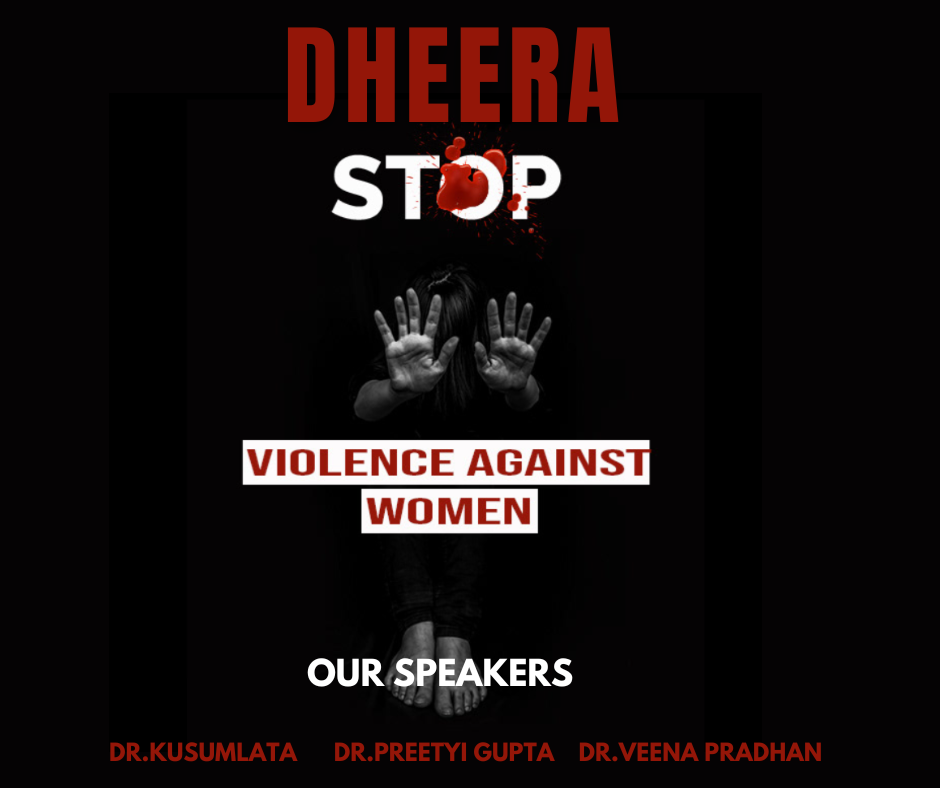 DHEERA
STOP
VIOLENCE AGAINST
WOMEN
OUR SPEAKERS
DR.KUSUMLATA DR.PREETYI GUPTA DR.VEENA PRADHAN